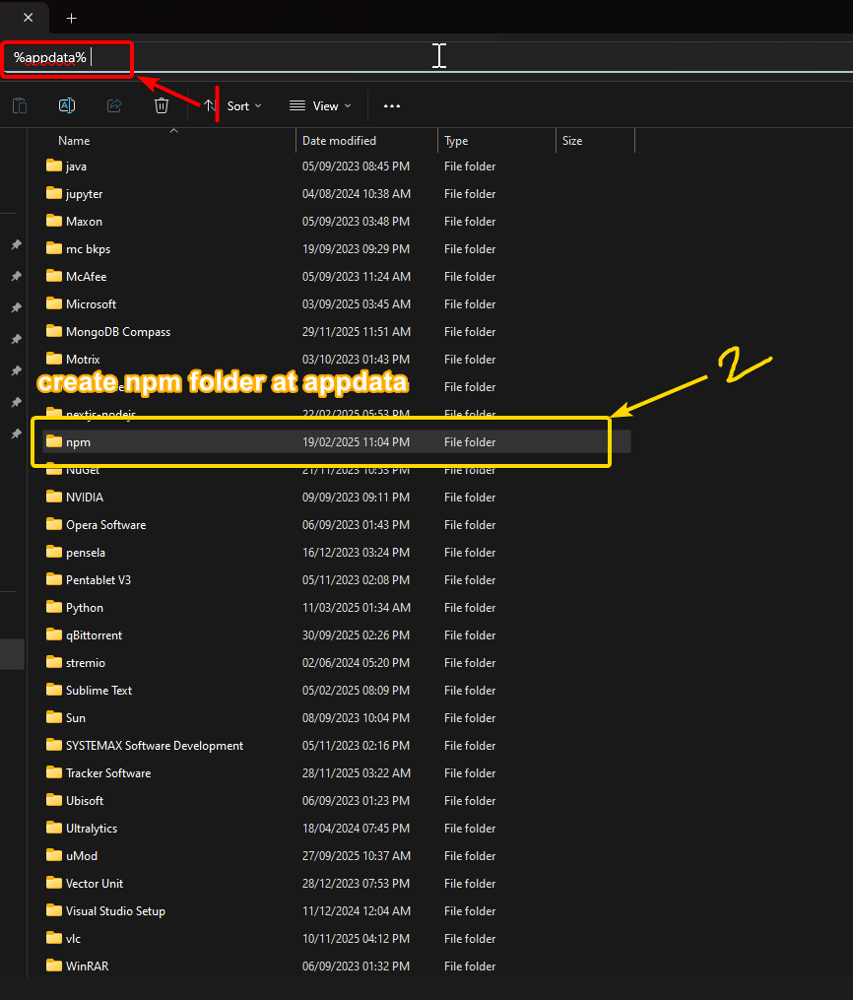 %appdata%
Sort
View
Name Date modified Type Size
java 05/09/2023 08:45 PM File folder
jupyter 04/08/2024 10:38 AM File folder
Maxon 05/09/2023 03:48 PM File folder
mc bkps 19/09/2023 09:29 PM File folder
McAfee 05/09/2023 11:24 AM File folder
Microsoft 03/09/2025 03:45 AM File folder
MongoDB Compass 29/11/2025 11:51 AM File folder
Motrix 03/10/2023 01:43 PM File folder
create npm folder at appdata
File folder
2
nextjs-nodejs 22/02/2025 05:53 PM File folder
npm 19/02/2025 11:04 PM File folder
NuGet 21/11/2023 10:53 PM File folder
NVIDIA 09/09/2023 09:11 PM File folder
Opera Software 06/09/2023 01:43 PM File folder
pensela 16/12/2023 03:24 PM File folder
Pentablet V3 05/11/2023 02:08 PM File folder
Python 11/03/2025 01:34 AM File folder
qBittorrent 30/09/2025 02:26 PM File folder
stremio 02/06/2024 05:20 PM File folder
Sublime Text 05/02/2025 08:09 PM File folder
Sun 08/09/2023 10:04 PM File folder
SYSTEMAX Software Development 05/11/2023 02:16 PM File folder
Tracker Software 28/11/2025 03:22 AM File folder
Ubisoft 06/09/2023 01:23 PM File folder
Ultralytics 18/04/2024 07:45 PM File folder
uMod 27/09/2025 10:37 AM File folder
Vector Unit 28/12/2023 07:53 PM File folder
Visual Studio Setup 11/12/2024 12:04 AM File folder
vlc 10/11/2025 04:12 PM File folder
WinRAR 06/09/2023 01:32 PM File folder